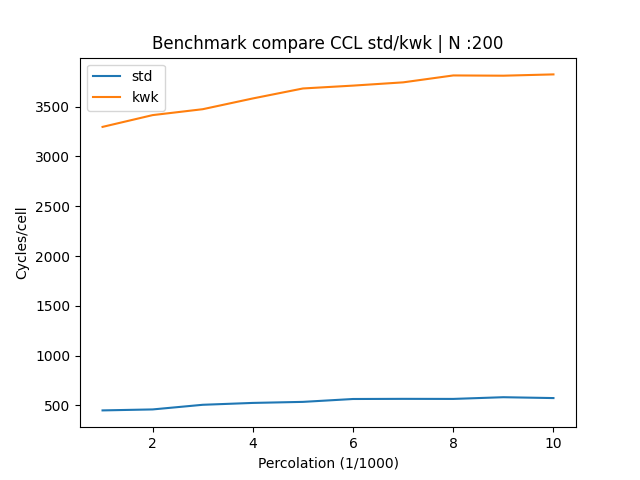 Benchmark compare CCL std/kwk | N :200
std
kwk
Cycles/cell
3500
3000
2500
2000
1500
1000
500
2 4 6 8 10
Percolation (1/1000)